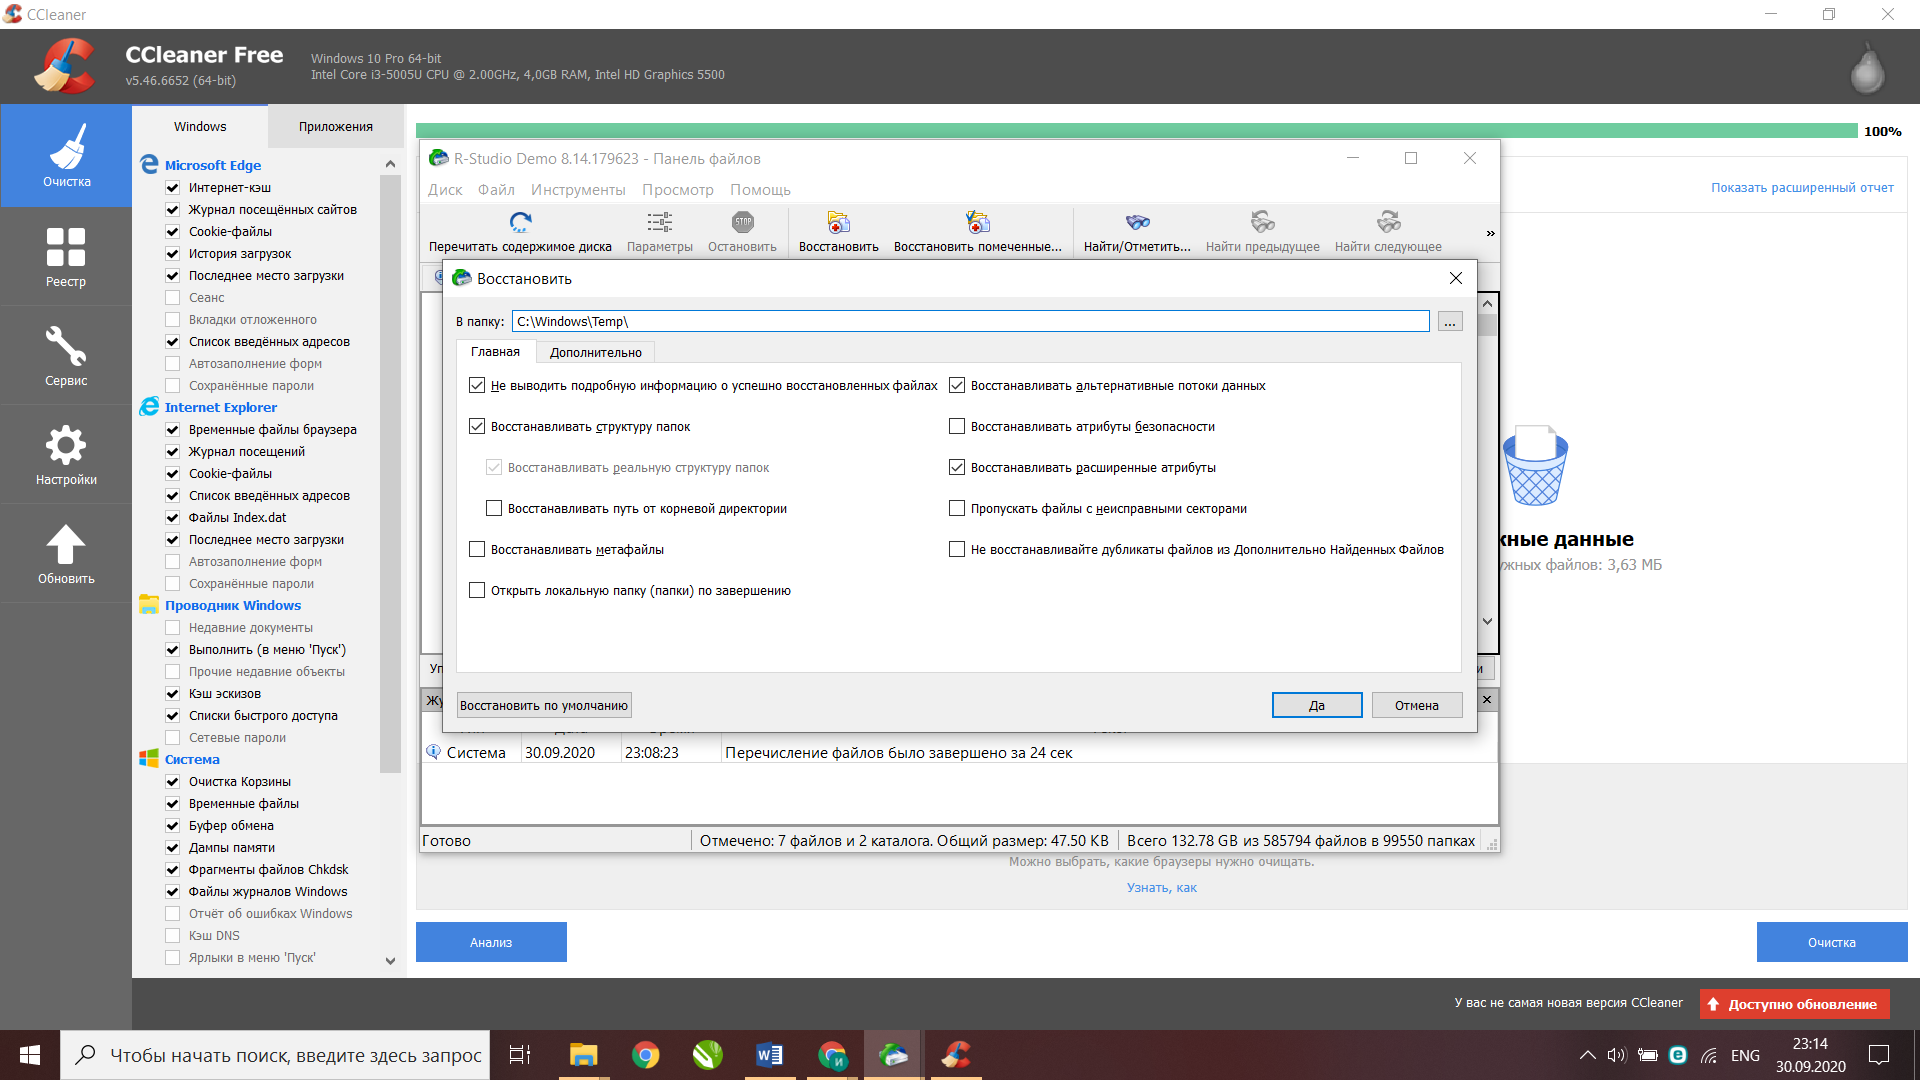 CCleaner
CCleaner Free
v5.46.6652 (64-bit)
Windows 10 Pro 64-bit
Intel Core i3-5005U CPU @ 2.00GHz, 4,0GB RAM, Intel HD Graphics 5500
Очистка
Реестр
Сервис
Настройки
Обновить
Windows
Приложения
Microsoft Edge
Интернет-кэш
Журнал посещённых сайтов
Cookie-файлы
История загрузок
Последнее место загрузки
Сеанс
Вкладки отложенного
Список введённых адресов
Автозаполнение форм
Сохранённые пароли
Internet Explorer
Временные файлы браузера
Журнал посещений
Cookie-файлы
Список введённых адресов
Файлы Index.dat
Последнее место загрузки
Автозаполнение форм
Сохранённые пароли
Проводник Windows
Недавние документы
Выполнить (в меню 'Пуск')
Прочие недавние объекты
Кэш эскизов
Списки быстрого доступа
Сетевые пароли
Система
Очистка Корзины
Временные файлы
Буфер обмена
Дампы памяти
Фрагменты файлов Chkdsk
Файлы журналов Windows
Отчёт об ошибках Windows
Кэш DNS
Ярлыки в меню 'Пуск'
100%
Показать расширенный отчет
R-Studio Demo 8.14.179623 - Панель файлов
Диск Файл Инструменты Просмотр Помощь
STOP
Перечитать содержимое диска Параметры Остановить Восстановить Восстановить помеченные... Найти/Отметить... Найти предыдущее Найти следующее »
Восстановить
В папку: C:\Windows\Temp\ ...
Главная Дополнительно
Не выводить подробную информацию о успешно восстановленных файлах
Восстанавливать структуру папок
Восстанавливать реальную структуру папок
Восстанавливать путь от корневой директории
Восстанавливать метафайлы
Открыть локальную папку (папки) по завершению
Восстанавливать альтернативные потоки данных
Восстанавливать атрибуты безопасности
Восстанавливать расширенные атрибуты
Пропускать файлы с неисправными секторами
Не восстанавливайте дубликаты файлов из Дополнительно Найденных Файлов
Восстановить по умолчанию
Да
Отмена
Система 30.09.2020 23:08:23 Перечисление файлов было завершено за 24 сек
Готово Отмечено: 7 файлов и 2 каталога. Общий размер: 47.50 KB Всего 132.78 GB из 585794 файлов в 99550 папках
жные данные
жных файлов: 3,63 МБ
Можно выбрать, какие браузеры нужно очищать.
Узнать, как
Анализ
Очистка
У вас не самая новая версия CCleaner
Доступно обновление
Чтобы начать поиск, введите здесь запрос
ENG
23:14
30.09.2020